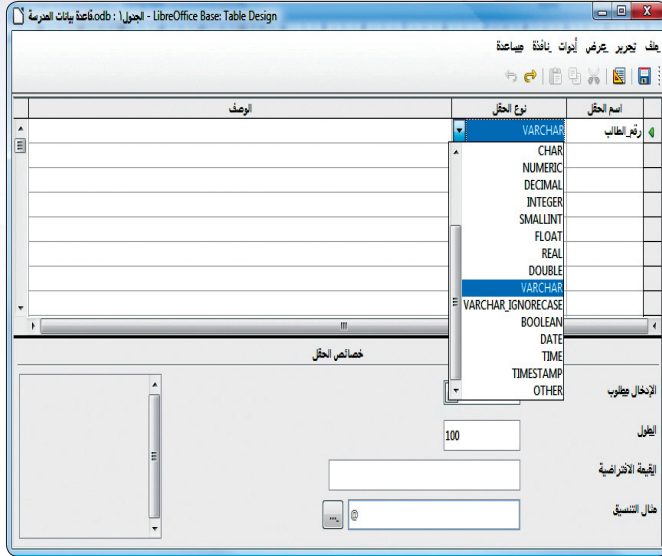 قاعدة بيانات المدرسة.odb : الجدول١ - LibreOffice Base: Table Design
ملف تحرير عرض أدوات نافذة مساعدة
اسم الحقل نوع الحقل الوصف
رقم_الطالب VARCHAR
CHAR
NUMERIC
DECIMAL
INTEGER
SMALLINT
FLOAT
REAL
DOUBLE
VARCHAR
VARCHAR_IGNORECASE
BOOLEAN
DATE
TIME
TIMESTAMP
OTHER
خصائص الحقل
الإدخال مطلوب
الطول 100
القيمة الافتراضية
مثال التنسيق @ ...